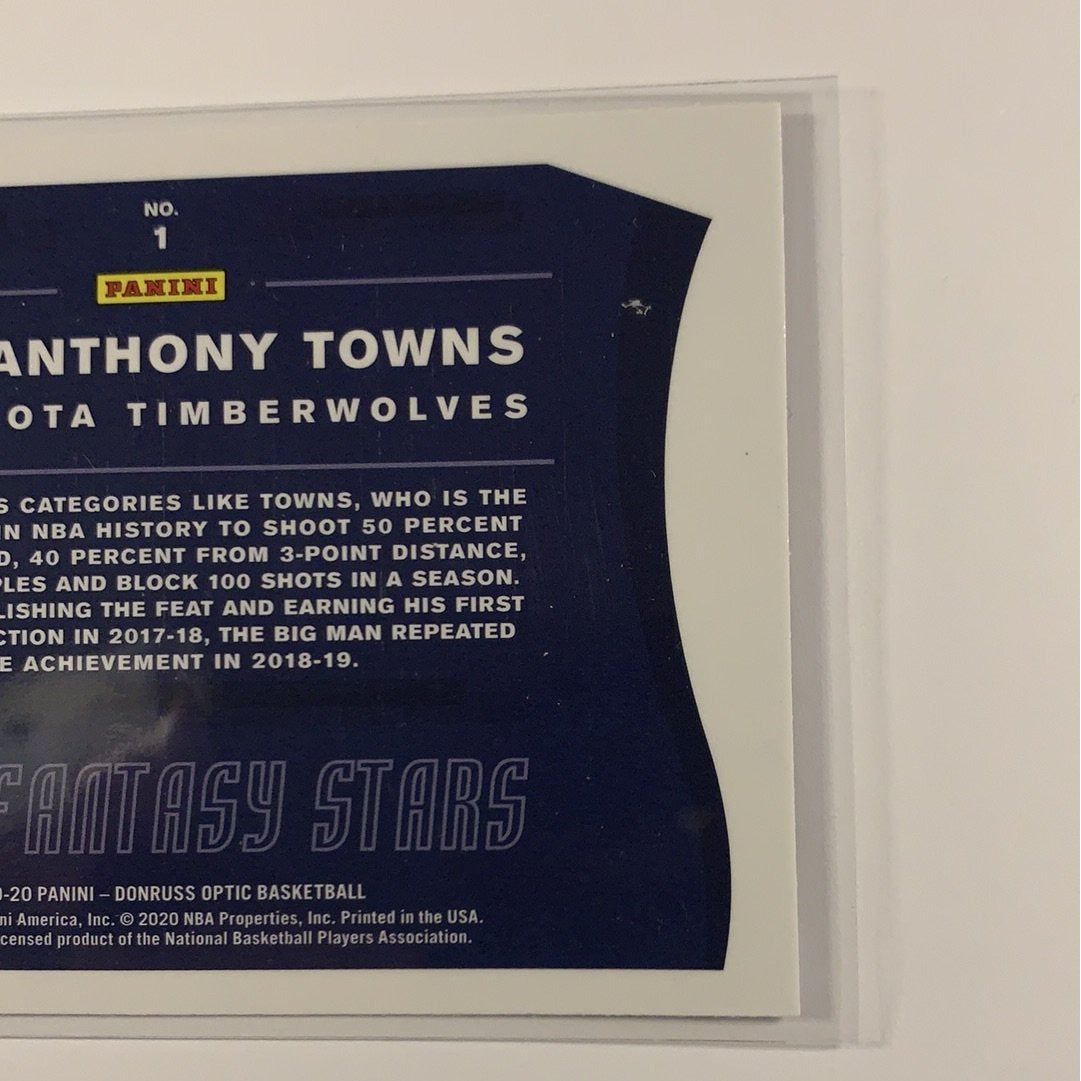 NO.
1
PANINI
ANTHONY TOWNS
OTA TIMBERWOLVES
S CATEGORIES LIKE TOWNS, WHO IS THE
IN NBA HISTORY TO SHOOT 50 PERCENT
D, 40 PERCENT FROM 3-POINT DISTANCE,
PLES AND BLOCK 100 SHOTS IN A SEASON.
LISHING THE FEAT AND EARNING HIS FIRST
CTION IN 2017-18, THE BIG MAN REPEATED
E ACHIEVEMENT IN 2018-19.
FANTASY STARS
-20 PANINI – DONRUSS OPTIC BASKETBALL
ni America, Inc. © 2020 NBA Properties, Inc. Printed in the USA.
censed product of the National Basketball Players Association.